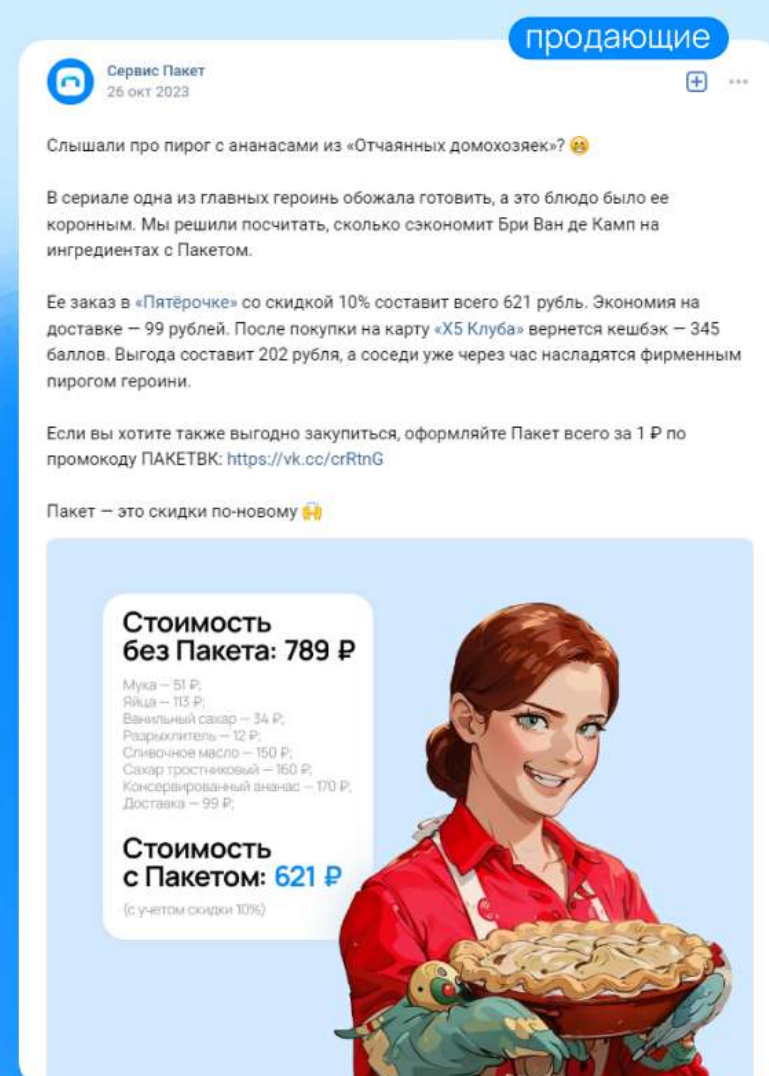 продающие
Сервис Пакет
26 окт 2023
Слышали про пирог с ананасами из «Отчаянных домохозяек»? 😁
В сериале одна из главных героинь обожала готовить, а это блюдо было ее
коронным. Мы решили посчитать, сколько сэкономит Бри Ван де Камп на
ингредиентах с Пакетом.
Ее заказ в «Пятёрочке» со скидкой 10% составит всего 621 рубль. Экономия на
доставке — 99 рублей. После покупки на карту «Х5 Клуба» вернется кешбэк — 345
баллов. Выгода составит 202 рубля, а соседи уже через час насладятся фирменным
пирогом героини.
Если вы хотите также выгодно закупиться, оформляйте Пакет всего за 1 ₽ по
промокоду ПАКЕТВК: https://vk.cc/crRtnG
Пакет — это скидки по-новому 🙌
Стоимость
без Пакета: 789 ₽
Мука — 51 ₽;
Яйца — 113 ₽;
Ванильный сахар — 34 ₽;
Разрыхлитель — 12 ₽;
Сливочное масло — 150 ₽;
Сахар тростниковый — 160 ₽;
Консервированный ананас — 170 ₽;
Доставка — 99 ₽;
Стоимость
с Пакетом: 621 ₽
(с учетом скидки 10%)